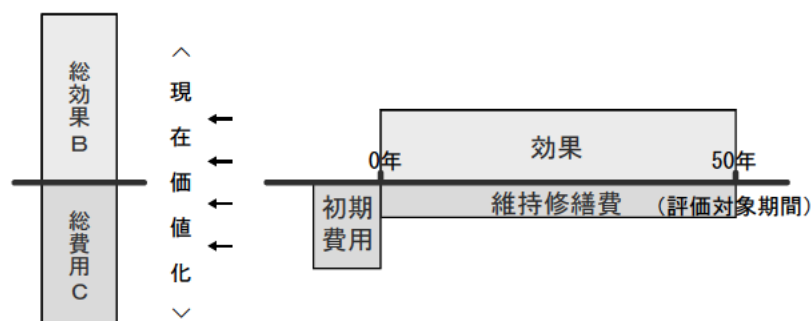 総効果B
総費用C
〈現在価値化〉
0年
効果
50年
初期
費用
維持修繕費
(評価対象期間)